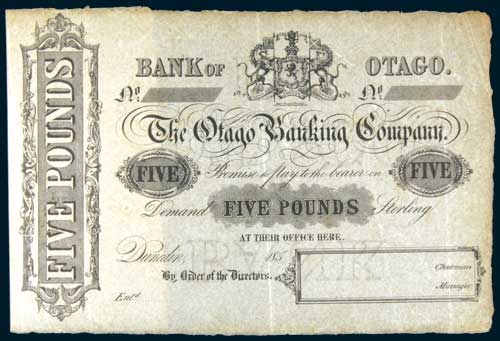 FIVE POUNDS
BANK OF OTAGO.
No. No.
The Otago Banking Company.
FIVE Promise to pay to the bearer on FIVE
Demand FIVE POUNDS Sterling
AT THEIR OFFICE HERE.
Dunedin, 185
By Order of the Directors.
Chairman
Manager
Entd.